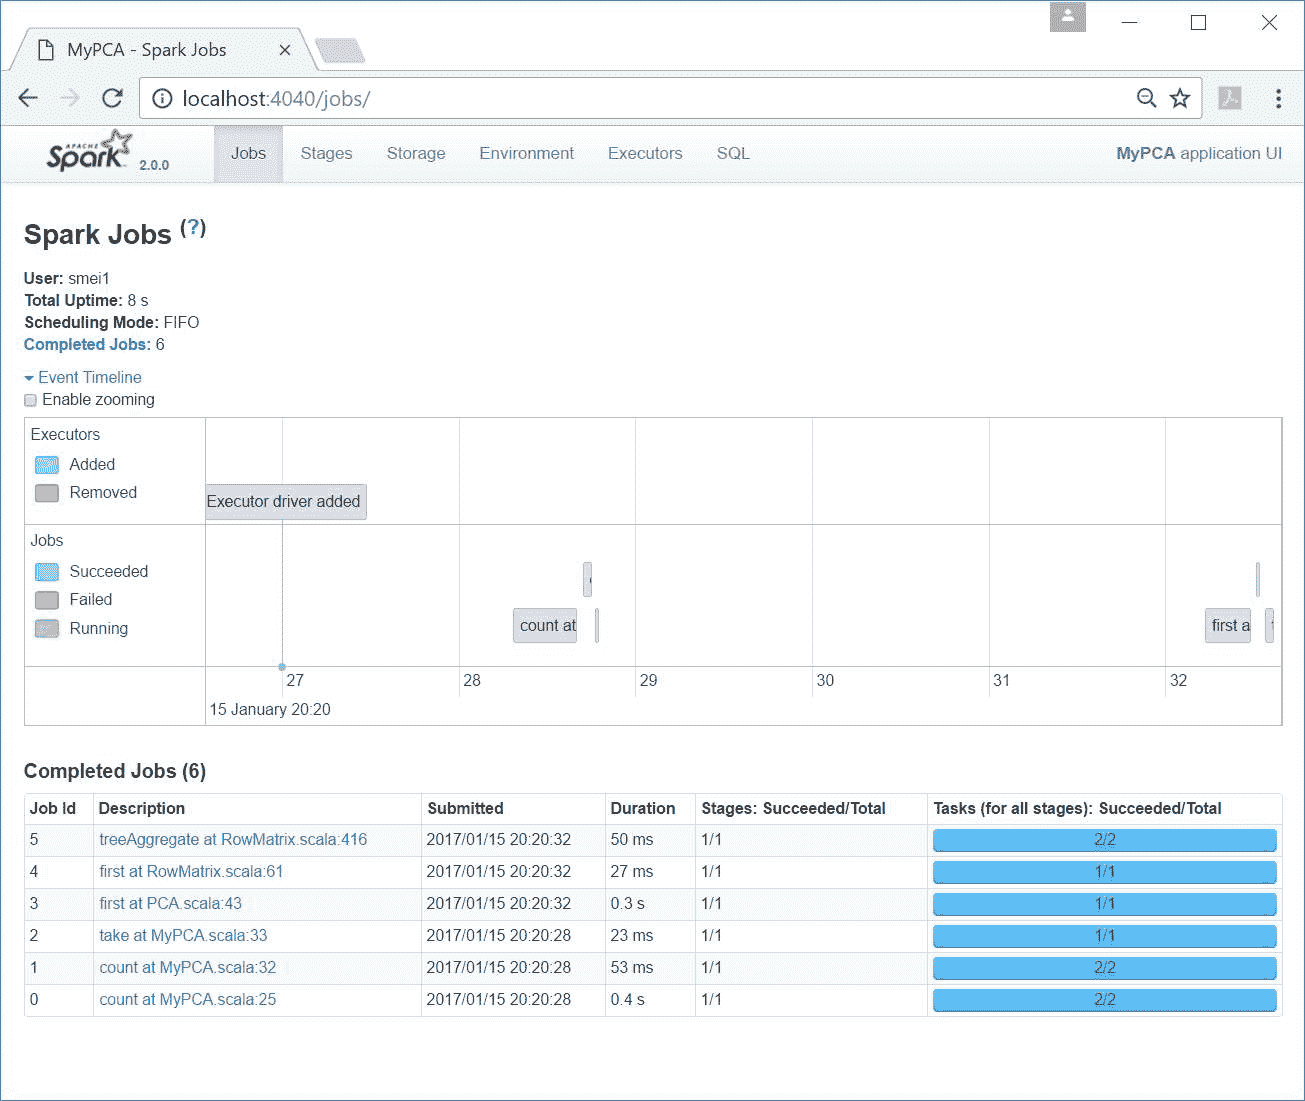 MyPCA - Spark Jobs
localhost:4040/jobs/
APACHE Spark 2.0.0 Jobs Stages Storage Environment Executors SQL MyPCA application UI
Spark Jobs (?)
User: smei1
Total Uptime: 8 s
Scheduling Mode: FIFO
Completed Jobs: 6
Event Timeline
Enable zooming
Executors
Added
Removed
Executor driver added
Jobs
Succeeded
Failed
Running
count at
first a
27 28 29 30 31 32
15 January 20:20
Completed Jobs (6)
Job Id Description Submitted Duration Stages: Succeeded/Total Tasks (for all stages): Succeeded/Total
5 treeAggregate at RowMatrix.scala:416 2017/01/15 20:20:32 50 ms 1/1 2/2
4 first at RowMatrix.scala:61 2017/01/15 20:20:32 27 ms 1/1 1/1
3 first at PCA.scala:43 2017/01/15 20:20:32 0.3 s 1/1 1/1
2 take at MyPCA.scala:33 2017/01/15 20:20:28 23 ms 1/1 1/1
1 count at MyPCA.scala:32 2017/01/15 20:20:28 53 ms 1/1 2/2
0 count at MyPCA.scala:25 2017/01/15 20:20:28 0.4 s 1/1 2/2